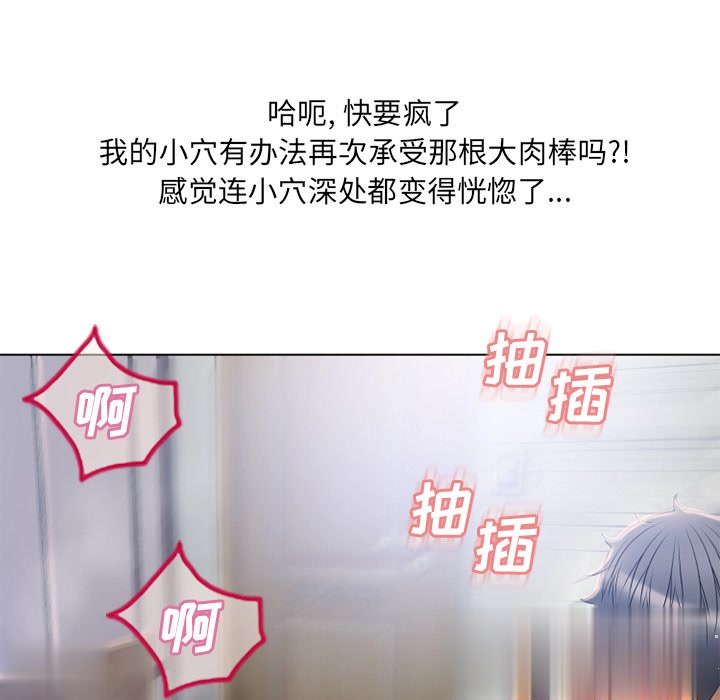 哈呃, 快要疯了
我的小穴有办法再次承受那根大肉棒吗?!
感觉连小穴深处都变得恍惚了...
抽
插
啊
抽
插
啊